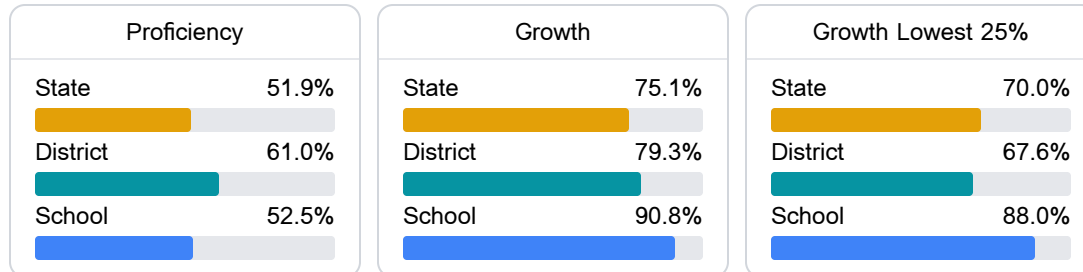 Proficiency
State 51.9%
District 61.0%
School 52.5%
Growth
State 75.1%
District 79.3%
School 90.8%
Growth Lowest 25%
State 70.0%
District 67.6%
School 88.0%